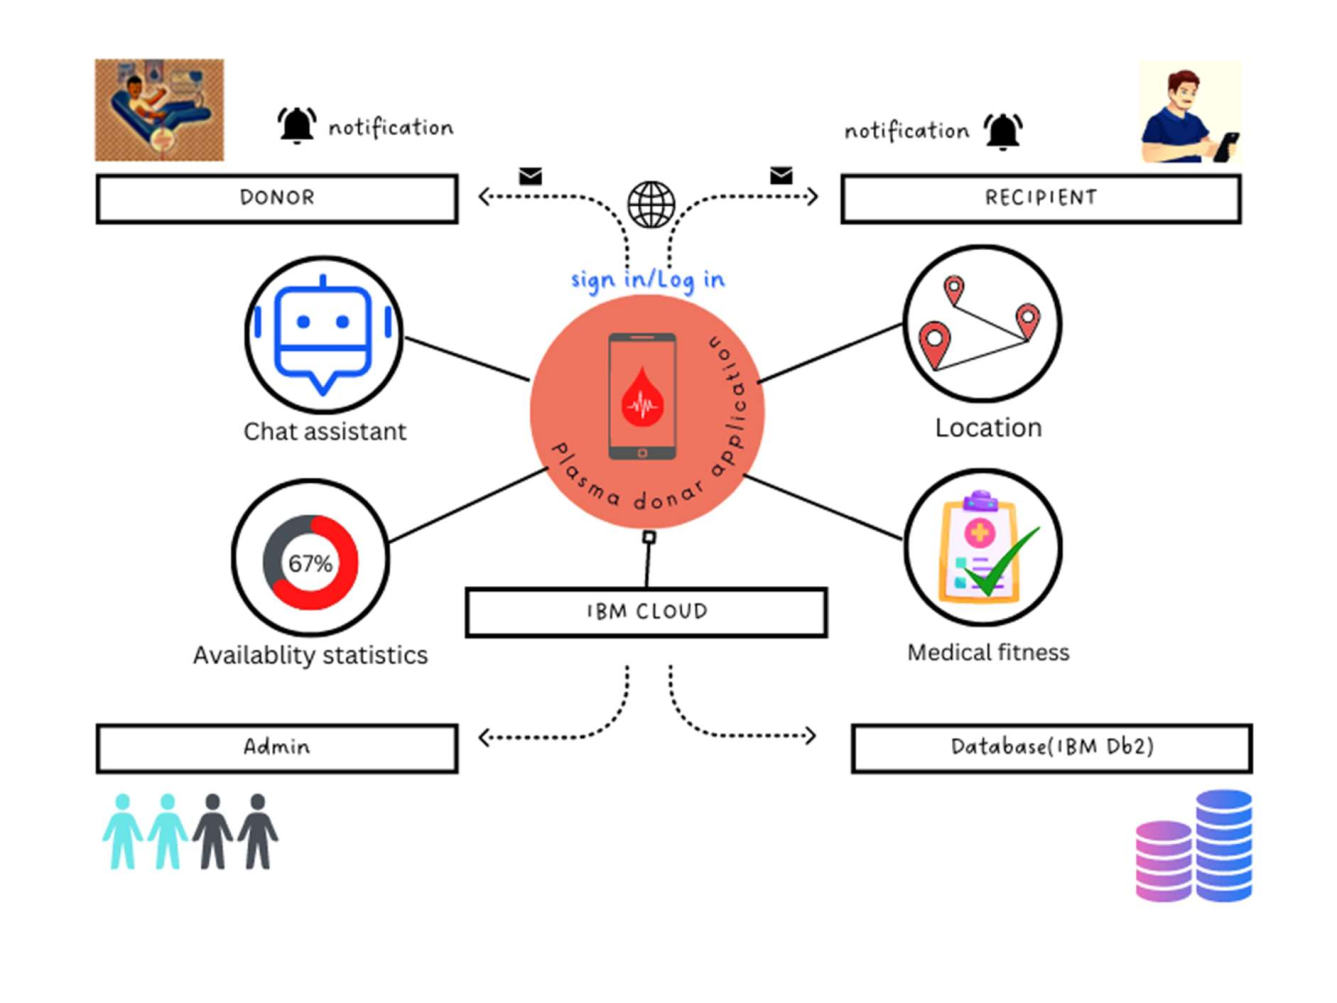 notification
notification
DONOR
RECIPIENT
sign in/Log in
Plasma donar application
Chat assistant
Location
67%
IBM CLOUD
Availablity statistics
Medical fitness
Admin
Database(IBM Db2)